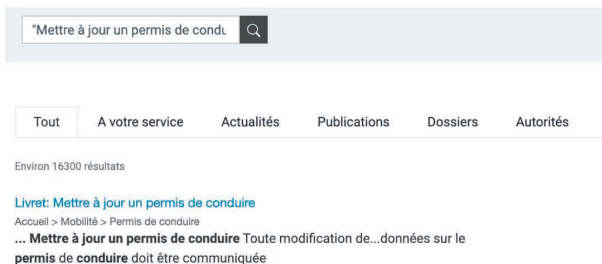 "Mettre à jour un permis de condu
Tout A votre service Actualités Publications Dossiers Autorités
Environ 16300 résultats
Livret: Mettre à jour un permis de conduire
Accueil > Mobilité > Permis de conduire
... Mettre à jour un permis de conduire Toute modification de...données sur le
permis de conduire doit être communiquée